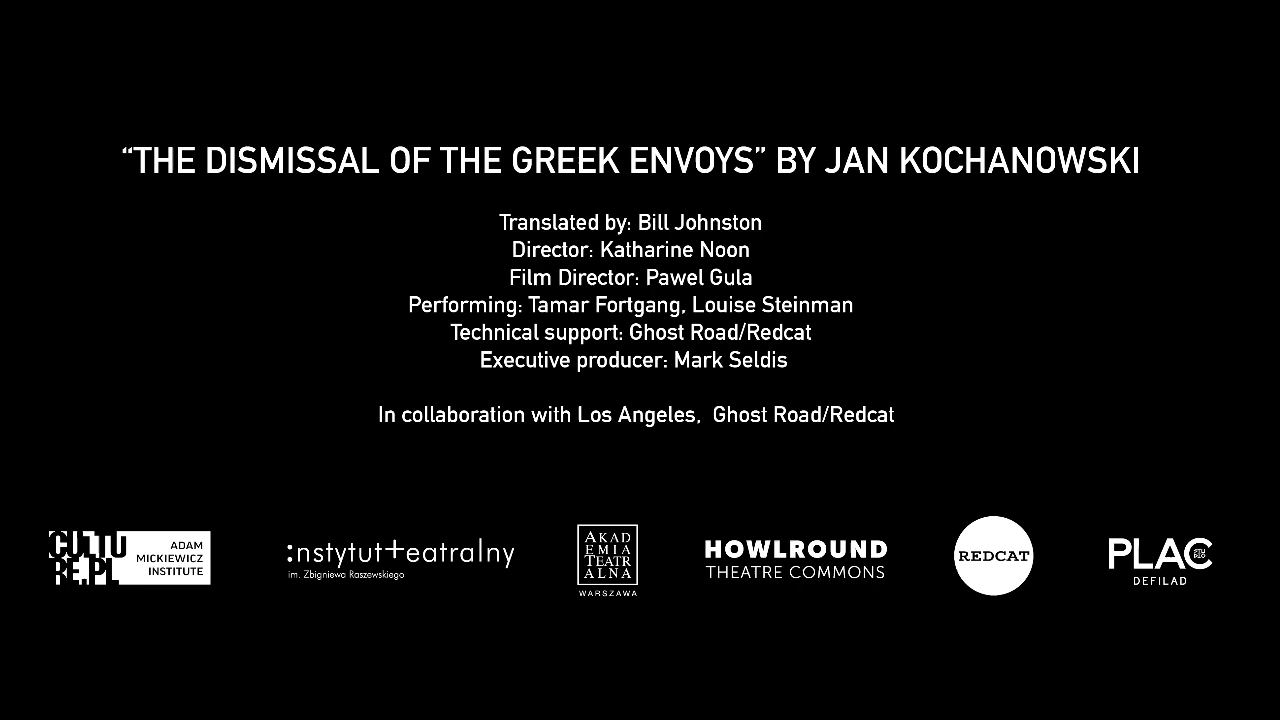 “THE DISMISSAL OF THE GREEK ENVOYS” BY JAN KOCHANOWSKI
Translated by: Bill Johnston
Director: Katharine Noon
Film Director: Pawel Gula
Performing: Tamar Fortgang, Louise Steinman
Technical support: Ghost Road/Redcat
Executive producer: Mark Seldis
In collaboration with Los Angeles, Ghost Road/Redcat
CULTU
RE.PL
ADAM
MICKIEWICZ
INSTITUTE
:nstytut+eatralny
im. Zbigniewa Raszewskiego
AKAD
EMIA
TEATR
ALNA
WARSZAWA
HOWLROUND
THEATRE COMMONS
REDCAT
PLAC
DEFILAD